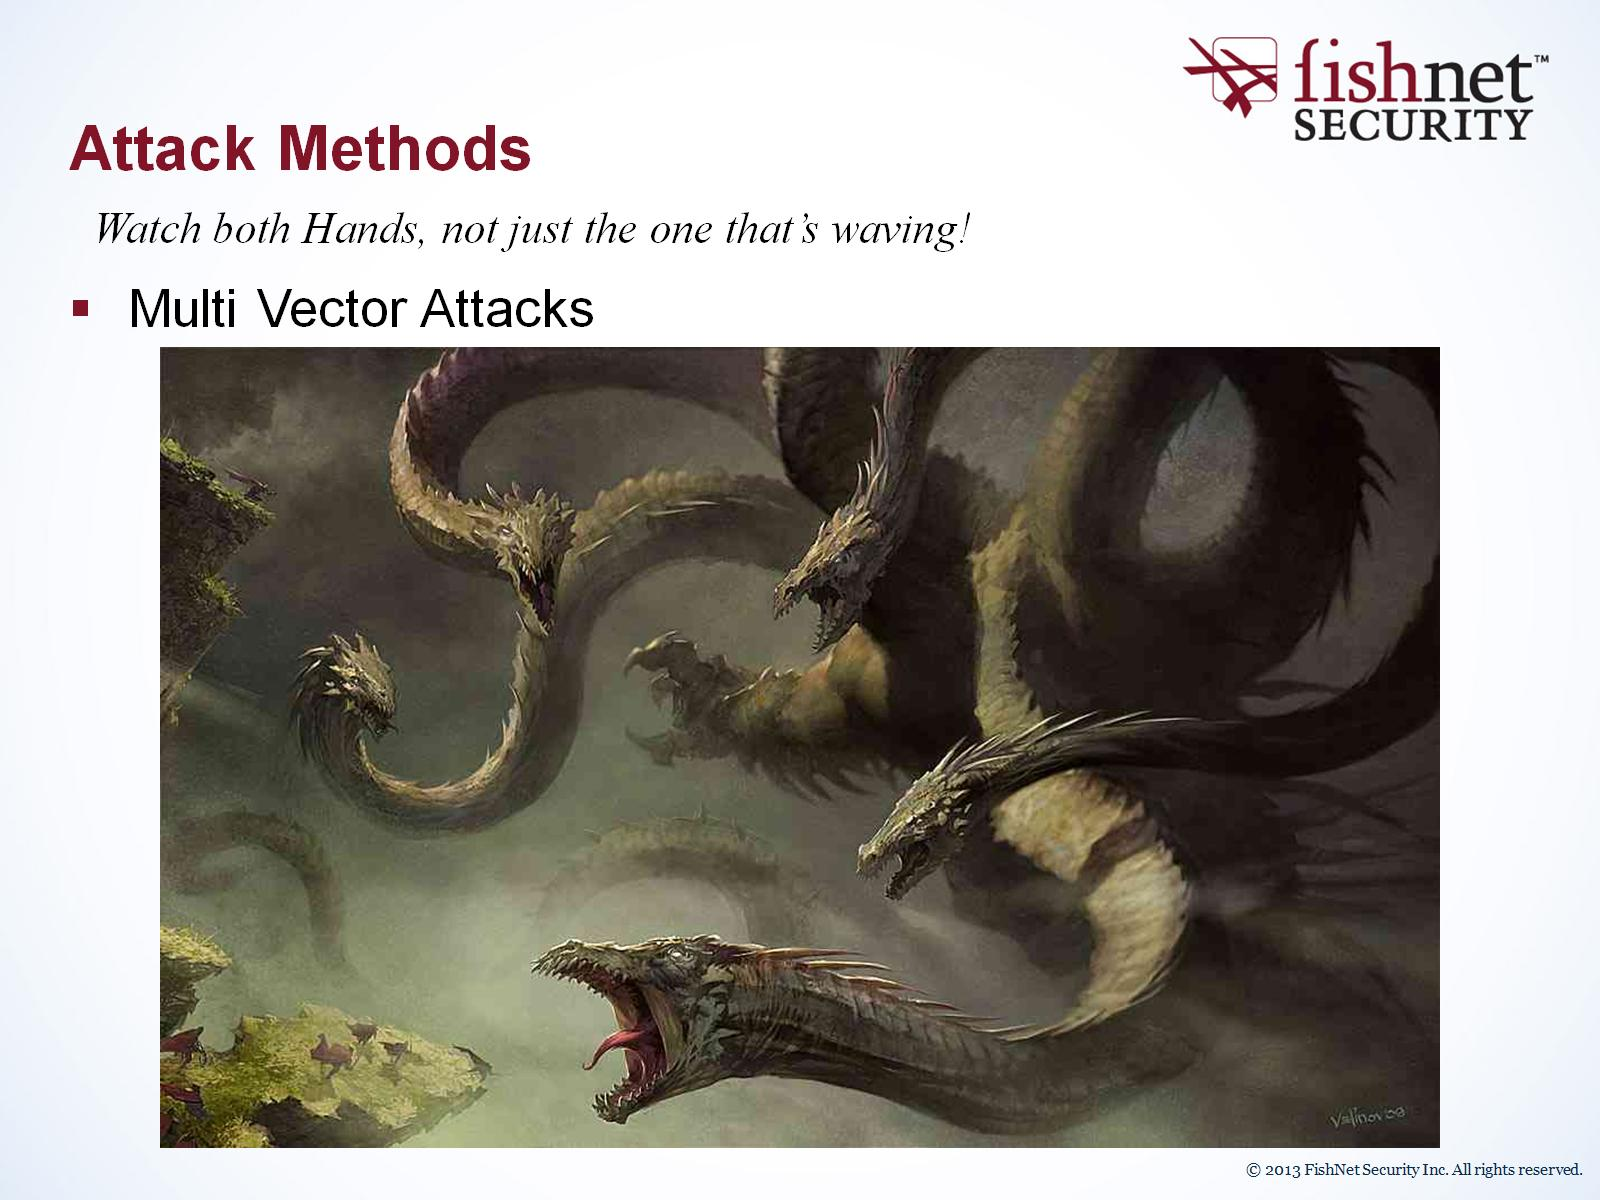 fishnet™
SECURITY
Attack Methods
Watch both Hands, not just the one that’s waving!
▪ Multi Vector Attacks
© 2013 FishNet Security Inc. All rights reserved.